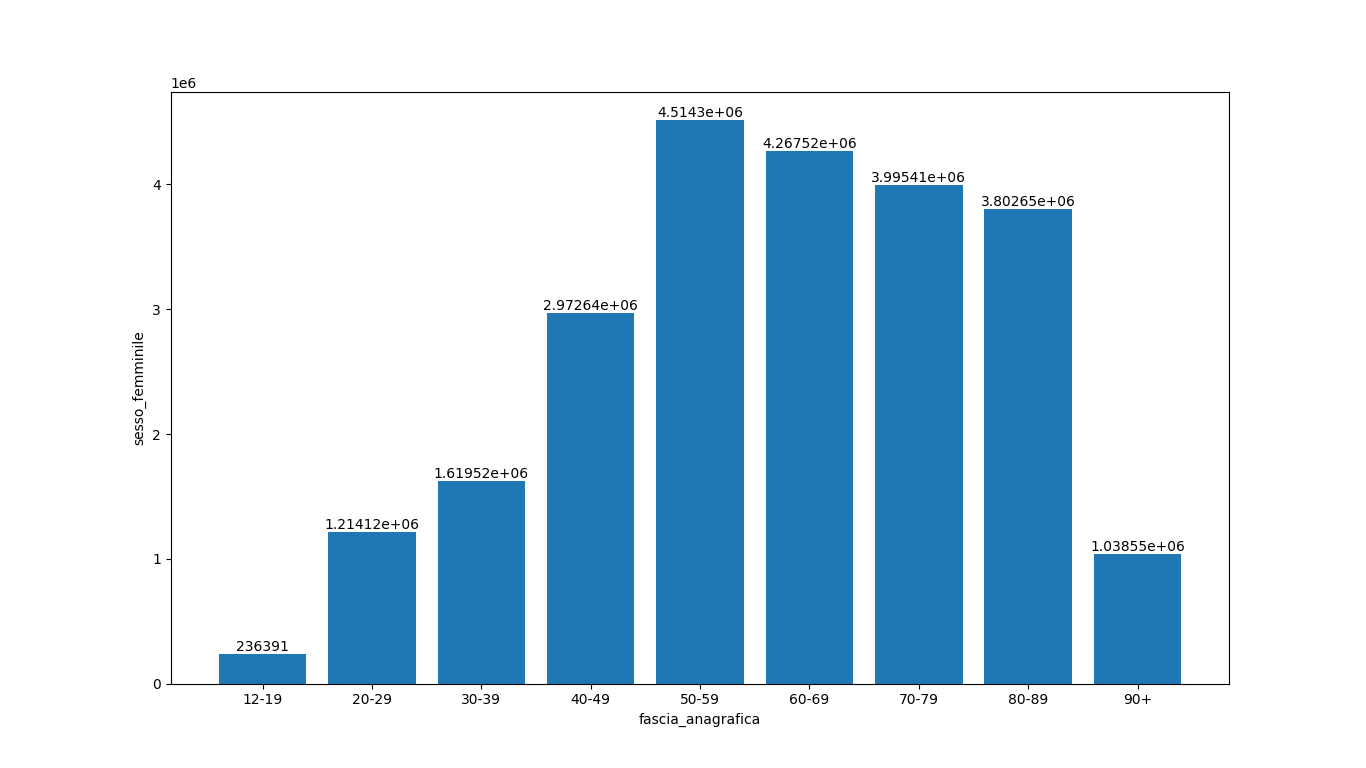 1e6
4.5143e+06
4.26752e+06
3.99541e+06
3.80265e+06
2.97264e+06
1.61952e+06
1.21412e+06
1.03855e+06
236391
4
3
2
1
0
sesso_femminile
12-19 20-29 30-39 40-49 50-59 60-69 70-79 80-89 90+
fascia_anagrafica